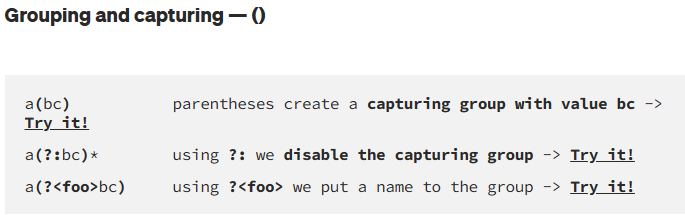 Grouping and capturing — ()
a(bc) parentheses create a capturing group with value bc ->
Try it!
a(?:bc)* using ?: we disable the capturing group -> Try it!
a(?<foo>bc) using ?<foo> we put a name to the group -> Try it!